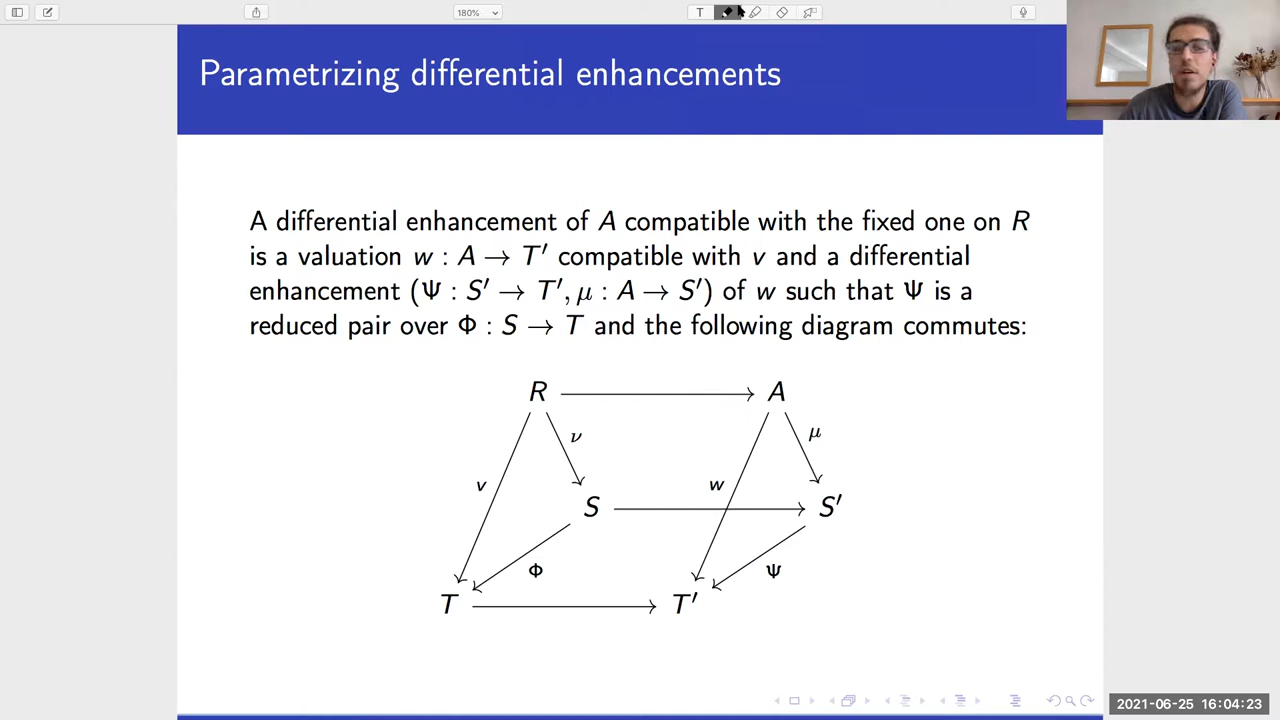 180%
T
Parametrizing differential enhancements
A differential enhancement of A compatible with the fixed one on R
is a valuation w : A → T′ compatible with v and a differential
enhancement (Ψ : S′ → T′, μ : A → S′) of w such that Ψ is a
reduced pair over Φ : S → T and the following diagram commutes:
R A
ν μ
v w
S S′
Φ Ψ
T T′
2021-06-25 16:04:23